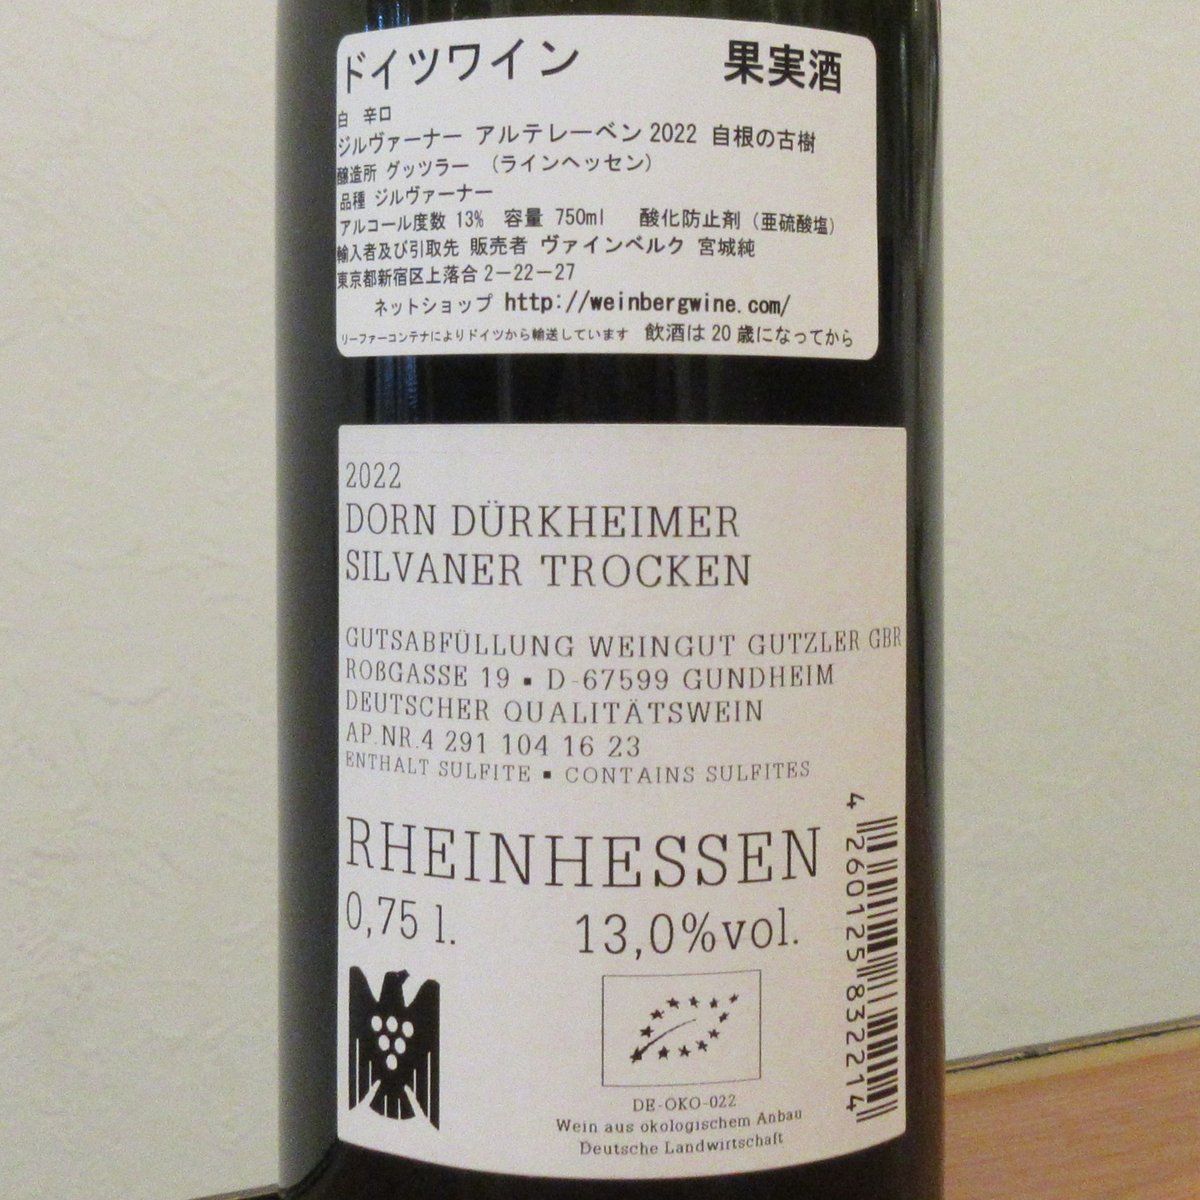 ドイツワイン 果実酒
白 辛口
ジルヴァーナー アルテレーベン 2022 自根の古樹
醸造所 グッツラー (ラインヘッセン)
品種 ジルヴァーナー
アルコール度数 13% 容量 750ml 酸化防止剤 (亜硫酸塩)
輸入者及び引取先 販売者 ヴァインベルク 宮城純
東京都新宿区上落合2-22-27
ネットショップ http://weinbergwine.com/
リーファーコンテナによりドイツから輸送しています 飲酒は20歳になってから
2022
DORN DÜRKHEIMER
SILVANER TROCKEN
GUTSABFÜLLUNG WEINGUT GUTZLER GBR
ROßGASSE 19 ▪ D-67599 GUNDHEIM
DEUTSCHER QUALITÄTSWEIN
AP.NR.4 291 104 16 23
ENTHALT SULFITE ▪ CONTAINS SULFITES
RHEINHESSEN
0,75 l. 13,0%vol.
4 260125 832214
DE-ÖKO-022
Wein aus ökologischem Anbau
Deutsche Landwirtschaft